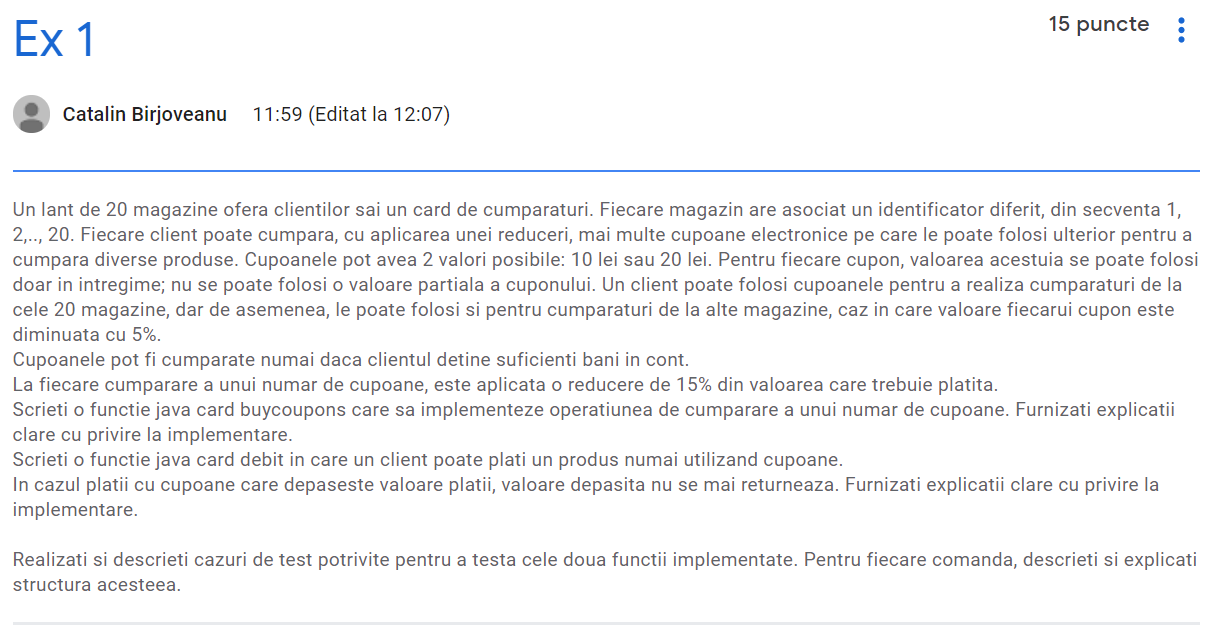 Ex 1
15 puncte
Catalin Birjoveanu 11:59 (Editat la 12:07)
Un lant de 20 magazine ofera clientilor sai un card de cumparaturi. Fiecare magazin are asociat un identificator diferit, din secventa 1,
2,.., 20. Fiecare client poate cumpara, cu aplicarea unei reduceri, mai multe cupoane electronice pe care le poate folosi ulterior pentru a
cumpara diverse produse. Cupoanele pot avea 2 valori posibile: 10 lei sau 20 lei. Pentru fiecare cupon, valoarea acestuia se poate folosi
doar in intregime; nu se poate folosi o valoare partiala a cuponului. Un client poate folosi cupoanele pentru a realiza cumparaturi de la
cele 20 magazine, dar de asemenea, le poate folosi si pentru cumparaturi de la alte magazine, caz in care valoare fiecarui cupon este
diminuata cu 5%.
Cupoanele pot fi cumparate numai daca clientul detine suficienti bani in cont.
La fiecare cumparare a unui numar de cupoane, este aplicata o reducere de 15% din valoarea care trebuie platita.
Scrieti o functie java card buycoupons care sa implementeze operatiunea de cumparare a unui numar de cupoane. Furnizati explicatii
clare cu privire la implementare.
Scrieti o functie java card debit in care un client poate plati un produs numai utilizand cupoane.
In cazul platii cu cupoane care depaseste valoare platii, valoare depasita nu se mai returneaza. Furnizati explicatii clare cu privire la
implementare.
Realizati si descrieti cazuri de test potrivite pentru a testa cele doua functii implementate. Pentru fiecare comanda, descrieti si explicati
structura acesteea.